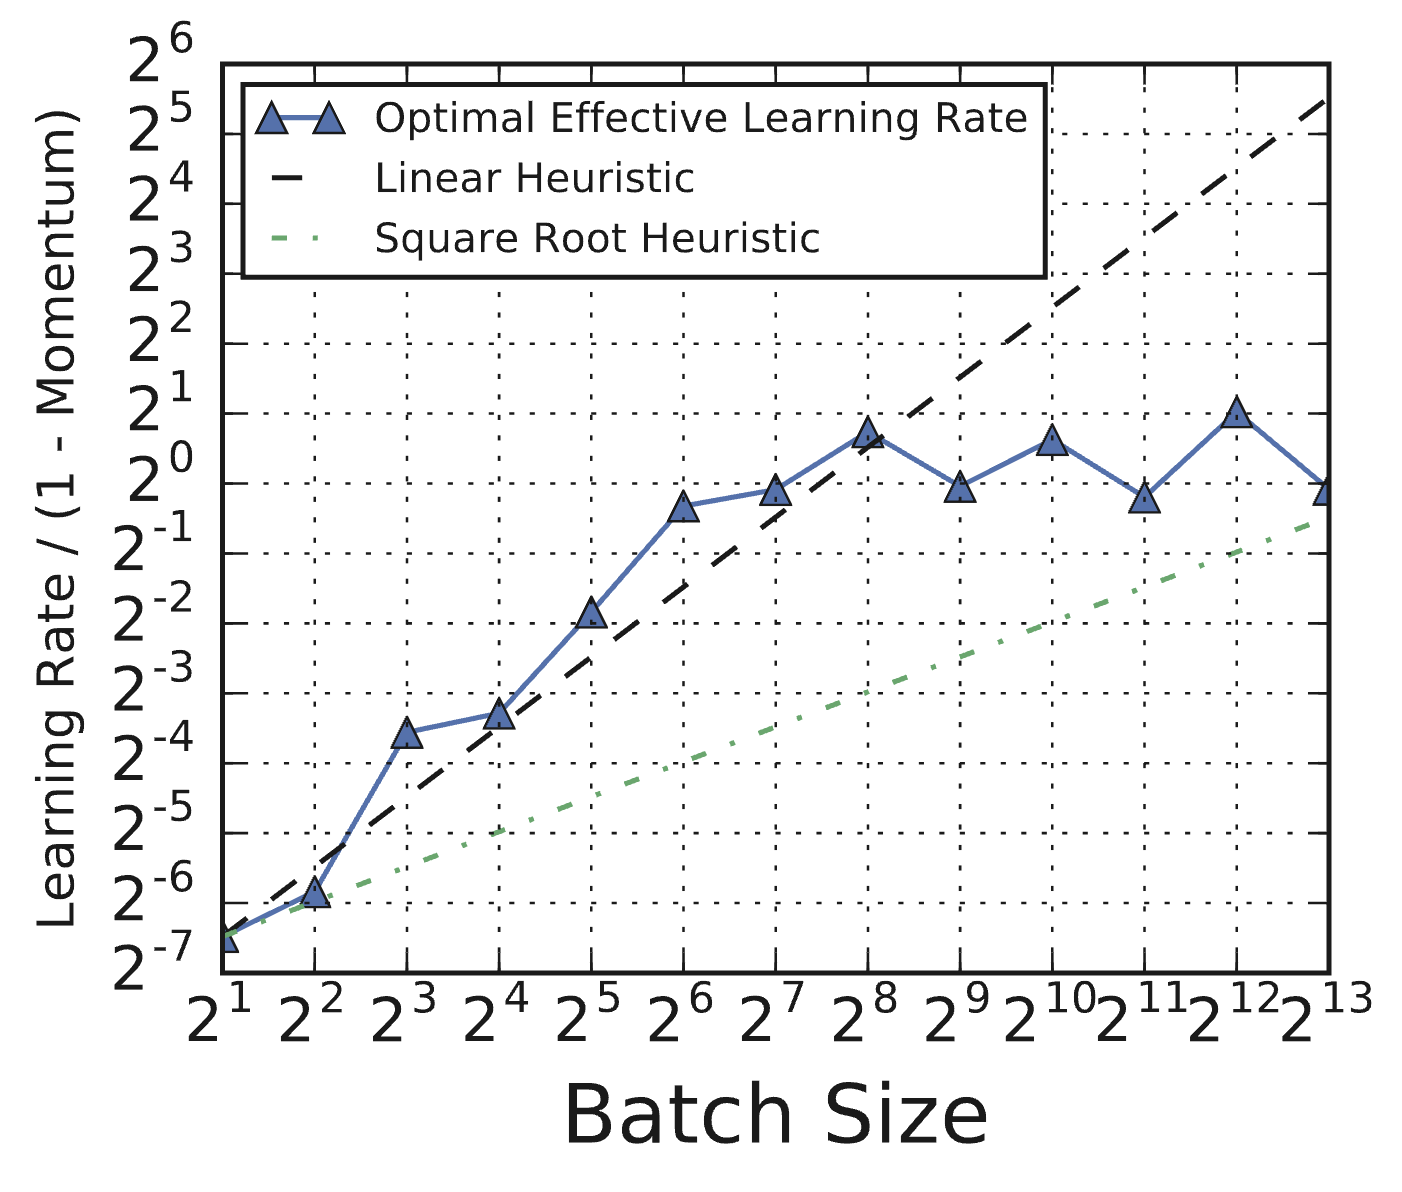 Learning Rate / (1 - Momentum)
2^6
2^5
2^4
2^3
2^2
2^1
2^0
2^-1
2^-2
2^-3
2^-4
2^-5
2^-6
2^-7
Optimal Effective Learning Rate
Linear Heuristic
Square Root Heuristic
2^1 2^2 2^3 2^4 2^5 2^6 2^7 2^8 2^9 2^10 2^11 2^12 2^13
Batch Size